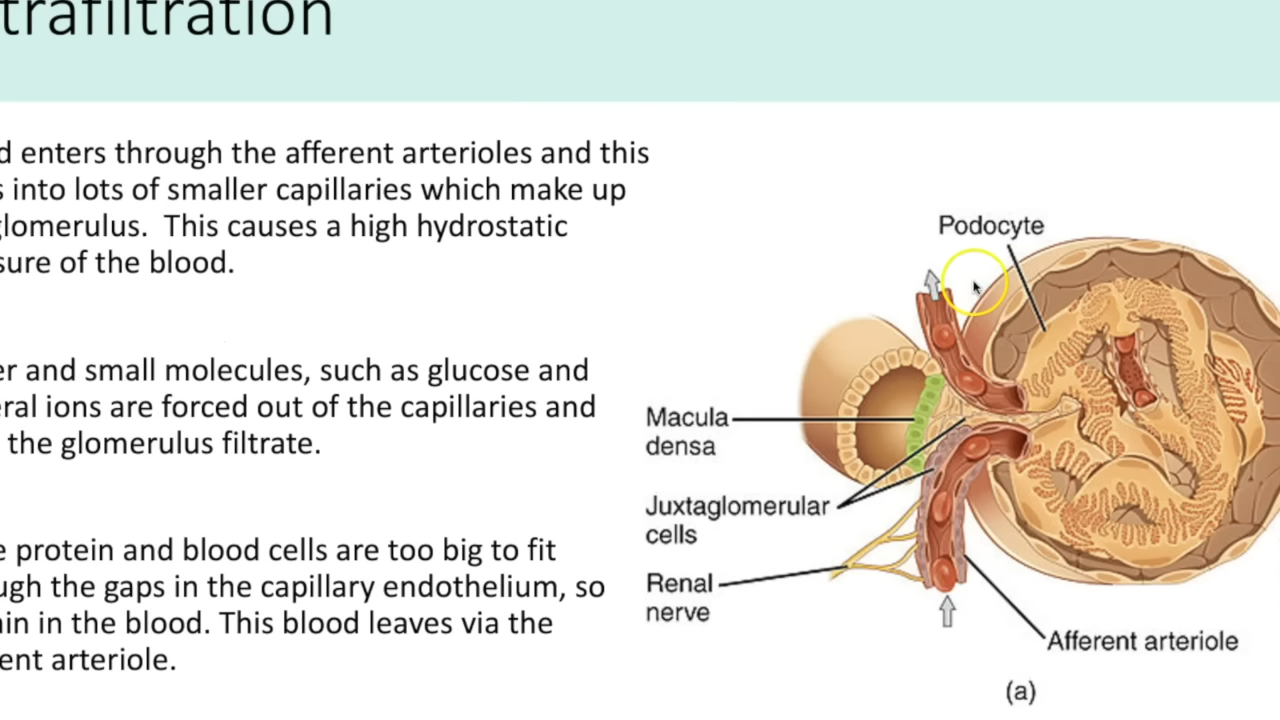 trafiltration
d enters through the afferent arterioles and this
s into lots of smaller capillaries which make up
glomerulus. This causes a high hydrostatic
sure of the blood.
er and small molecules, such as glucose and
eral ions are forced out of the capillaries and
the glomerulus filtrate.
e protein and blood cells are too big to fit
ugh the gaps in the capillary endothelium, so
in in the blood. This blood leaves via the
ent arteriole.
Podocyte
Macula
densa
Juxtaglomerular
cells
Renal
nerve
Afferent arteriole
(a)